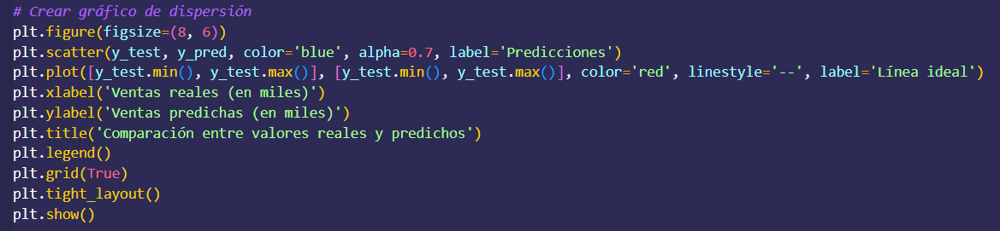 # Crear gráfico de dispersión
plt.figure(figsize=(8, 6))
plt.scatter(y_test, y_pred, color='blue', alpha=0.7, label='Predicciones')
plt.plot([y_test.min(), y_test.max()], [y_test.min(), y_test.max()], color='red', linestyle='--', label='Línea ideal')
plt.xlabel('Ventas reales (en miles)')
plt.ylabel('Ventas predichas (en miles)')
plt.title('Comparación entre valores reales y predichos')
plt.legend()
plt.grid(True)
plt.tight_layout()
plt.show()